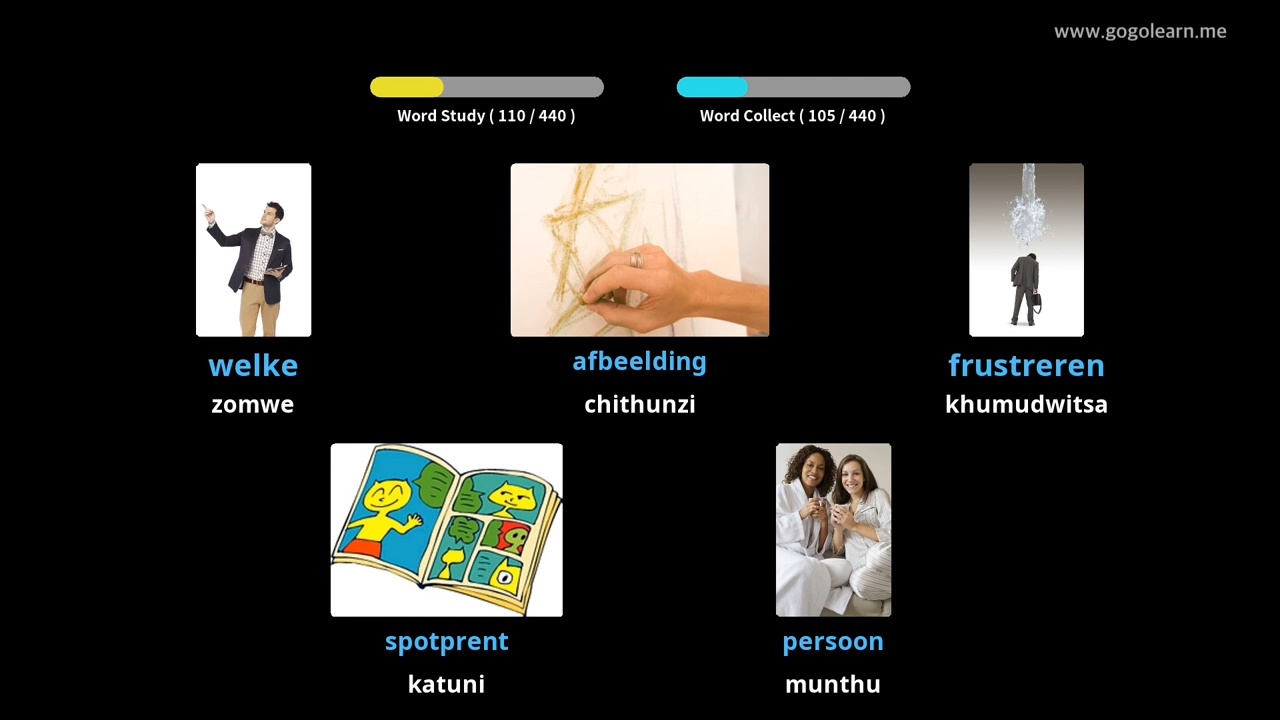 www.gogolearn.me
Word Study ( 110 / 440 )
Word Collect ( 105 / 440 )
welke
zomwe
afbeelding
chithunzi
frustreren
khumudwitsa
spotprent
katuni
persoon
munthu